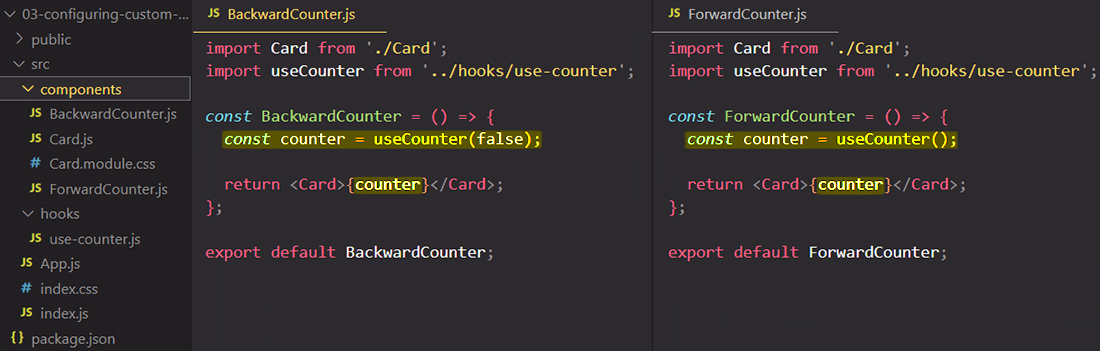 03-configuring-custom-...
public
src
components
JS BackwardCounter.js
JS Card.js
# Card.module.css
JS ForwardCounter.js
hooks
JS use-counter.js
JS App.js
# index.css
JS index.js
{} package.json
JS BackwardCounter.js
import Card from './Card';
import useCounter from '../hooks/use-counter';
const BackwardCounter = () => {
const counter = useCounter(false);
return <Card>{counter}</Card>;
};
export default BackwardCounter;
JS ForwardCounter.js
import Card from './Card';
import useCounter from '../hooks/use-counter';
const ForwardCounter = () => {
const counter = useCounter();
return <Card>{counter}</Card>;
};
export default ForwardCounter;